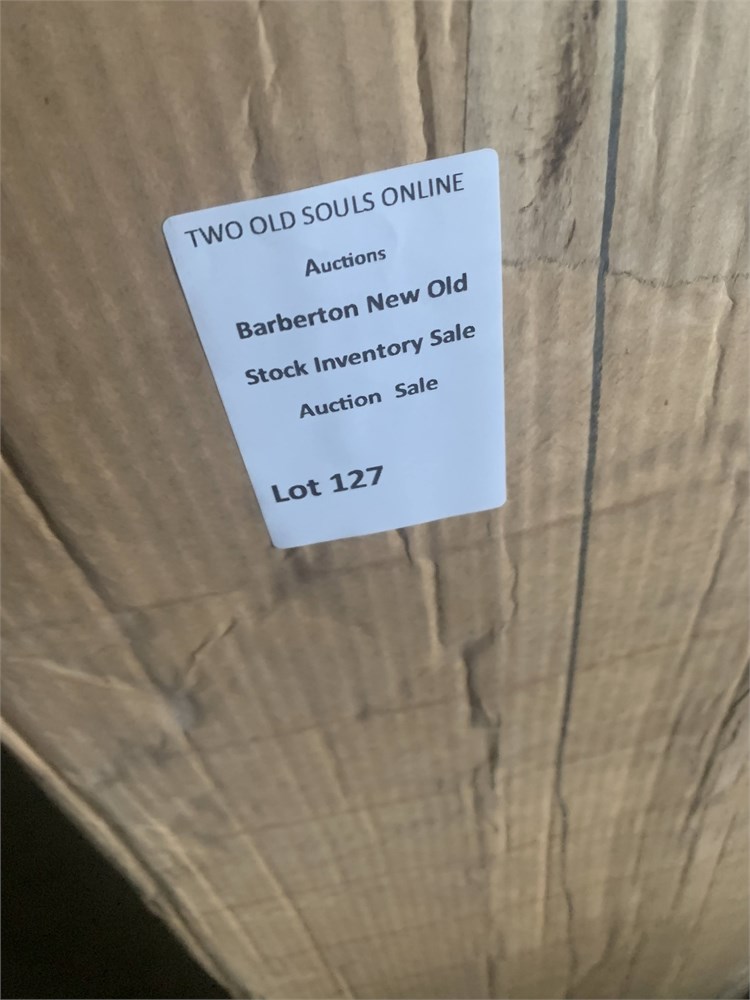 TWO OLD SOULS ONLINE
Auctions
Barberton New Old
Stock Inventory Sale
Auction Sale
Lot 127